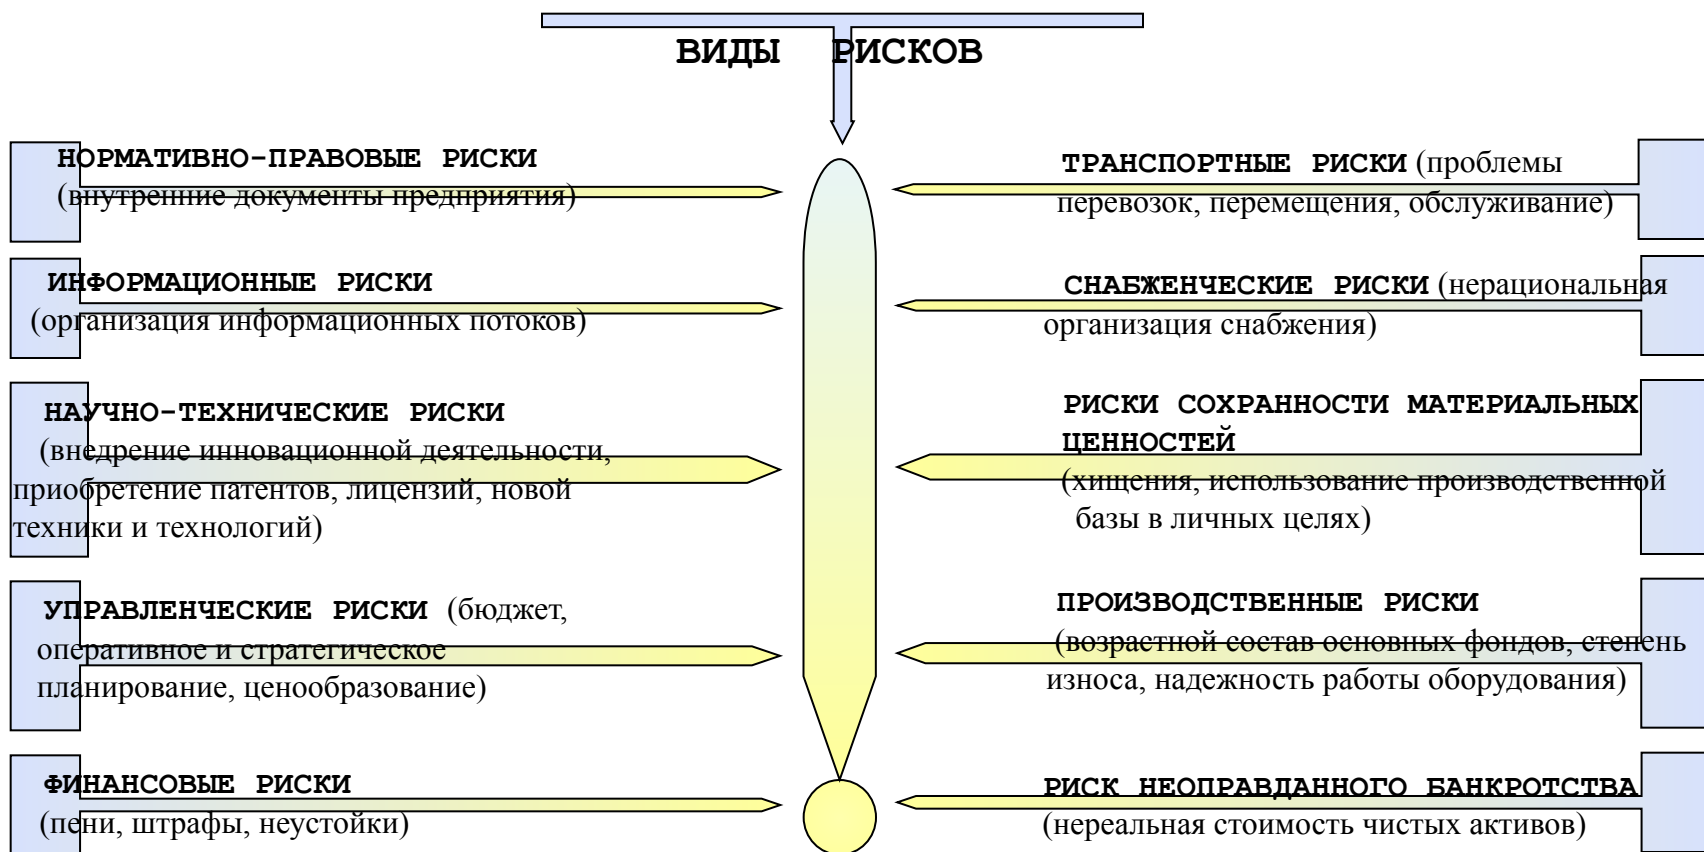 ВИДЫ РИСКОВ
НОРМАТИВНО-ПРАВОВЫЕ РИСКИ
(внутренние документы предприятия)
ИНФОРМАЦИОННЫЕ РИСКИ
(организация информационных потоков)
НАУЧНО-ТЕХНИЧЕСКИЕ РИСКИ
(внедрение инновационной деятельности,
приобретение патентов, лицензий, новой
техники и технологий)
УПРАВЛЕНЧЕСКИЕ РИСКИ (бюджет,
оперативное и стратегическое
планирование, ценообразование)
ФИНАНСОВЫЕ РИСКИ
(пени, штрафы, неустойки)
ТРАНСПОРТНЫЕ РИСКИ (проблемы
перевозок, перемещения, обслуживание)
СНАБЖЕНЧЕСКИЕ РИСКИ (нерациональная
организация снабжения)
РИСКИ СОХРАННОСТИ МАТЕРИАЛЬНЫХ
ЦЕННОСТЕЙ
(хищения, использование производственной
базы в личных целях)
ПРОИЗВОДСТВЕННЫЕ РИСКИ
(возрастной состав основных фондов, степень
износа, надежность работы оборудования)
РИСК НЕОПРАВДАННОГО БАНКРОТСТВА
(нереальная стоимость чистых активов)